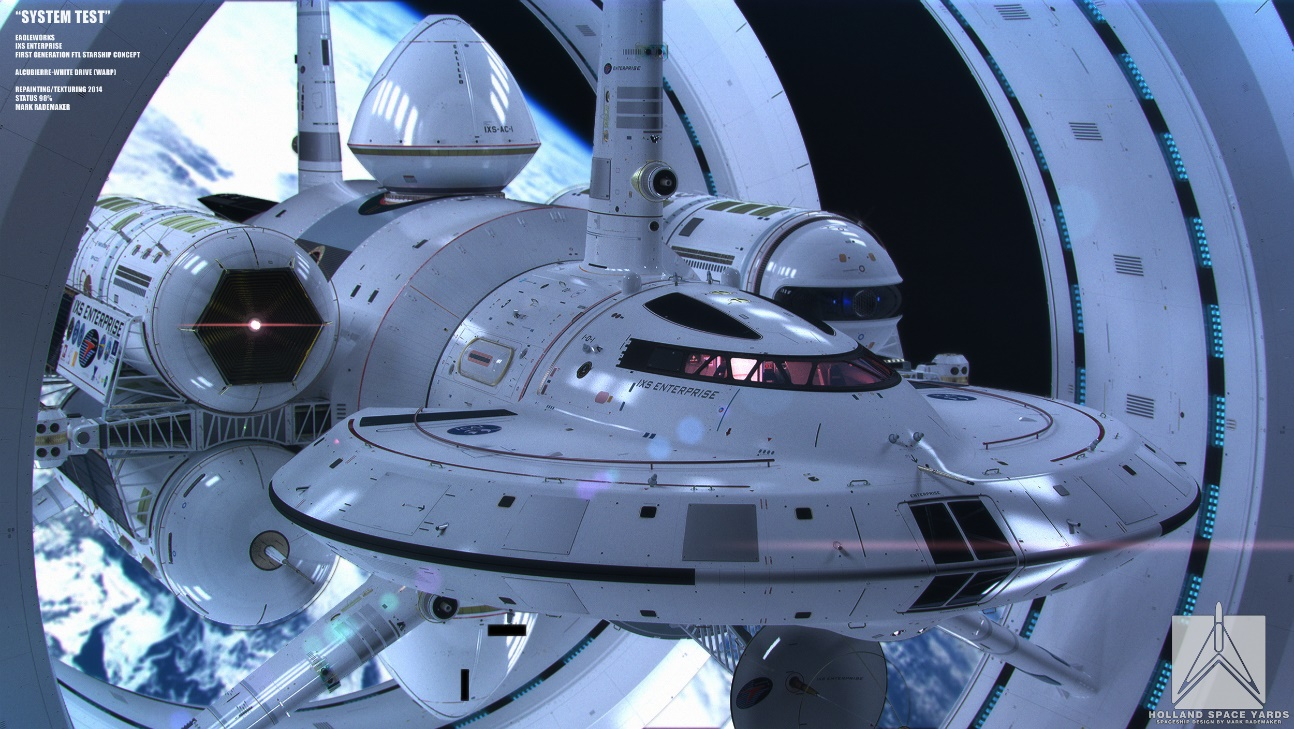 “SYSTEM TEST”
EAGLEWORKS
IXS ENTERPRISE
FIRST GENERATION FTL STARSHIP CONCEPT
ALCUBIERRE-WHITE DRIVE (WARP)
REPAINTING/TEXTURING 2014
STATUS 90%
MARK RADEMAKER
ENTERPRISE
IXS-AC-1
IXS ENTERPRISE
IXS ENTERPRISE
ENTERPRISE
HOLLAND SPACE YARDS
SPACESHIP DESIGN BY MARK RADEMAKER